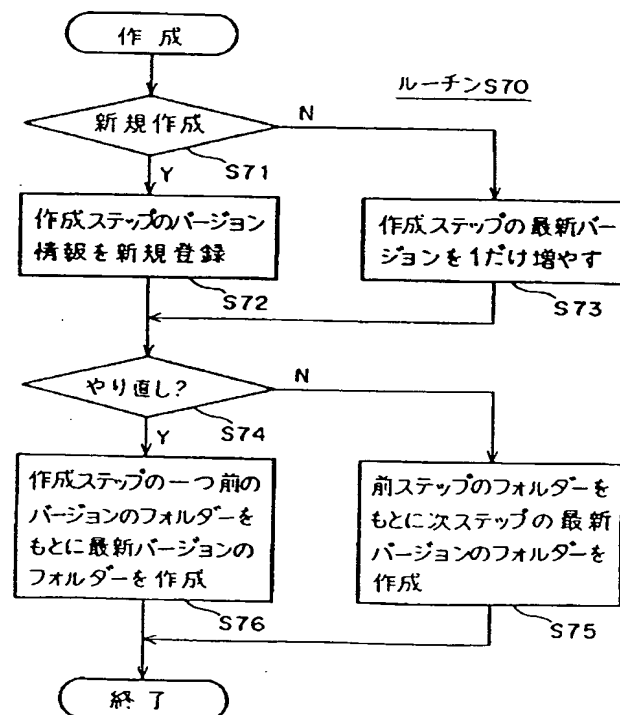 作成
ルーチンS70
新規作成
N
S71
Y
作成ステップのバージョン
情報を新規登録
S72
作成ステップの最新バー
ジョンを1だけ増やす
S73
やり直し?
N
S74
Y
作成ステップの一つ前の
バージョンのフォルダーを
もとに最新バージョンの
フォルダーを作成
S76
前ステップのフォルダーを
もとに次ステップの最新
バージョンのフォルダーを
作成
S75
終了